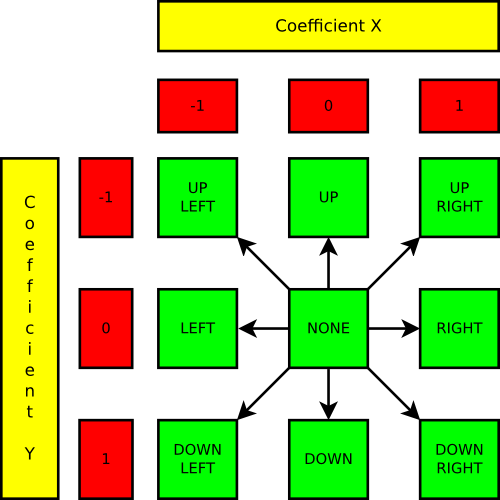 Coefficient X
-1 0 1
Coefficient Y
-1
UP
LEFT
UP
UP
RIGHT
0
LEFT
NONE
RIGHT
1
DOWN
LEFT
DOWN
DOWN
RIGHT